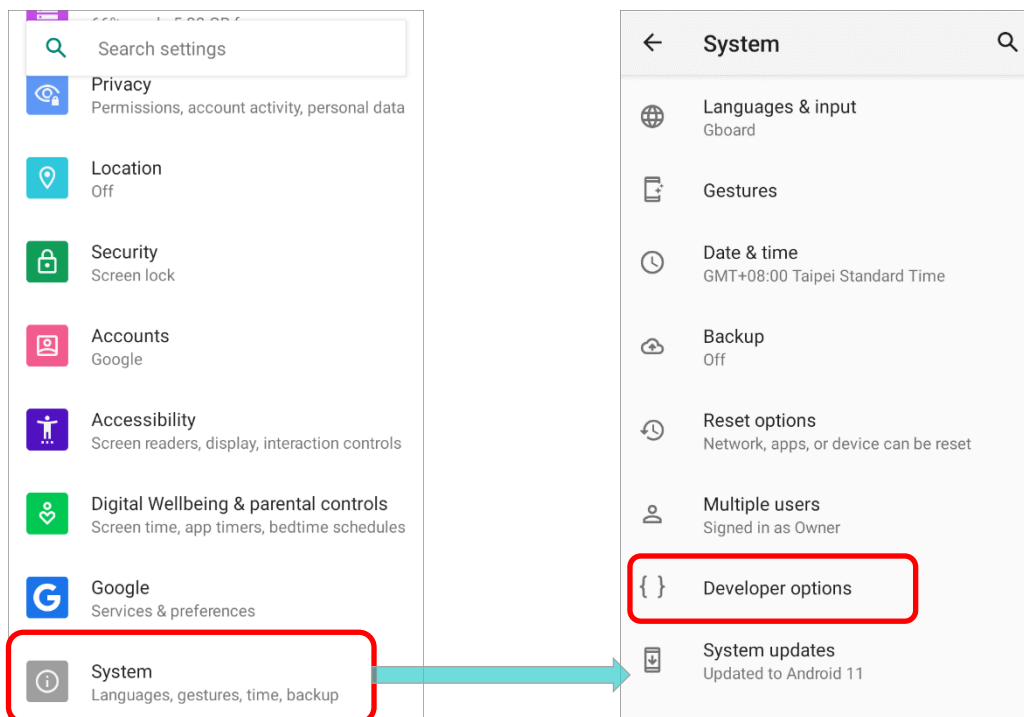 Search settings
Privacy
Permissions, account activity, personal data
Location
Off
Security
Screen lock
Accounts
Google
Accessibility
Screen readers, display, interaction controls
Digital Wellbeing & parental controls
Screen time, app timers, bedtime schedules
Google
Services & preferences
System
Languages, gestures, time, backup
System
Languages & input
Gboard
Gestures
Date & time
GMT+08:00 Taipei Standard Time
Backup
Off
Reset options
Network, apps, or device can be reset
Multiple users
Signed in as Owner
{ } Developer options
System updates
Updated to Android 11